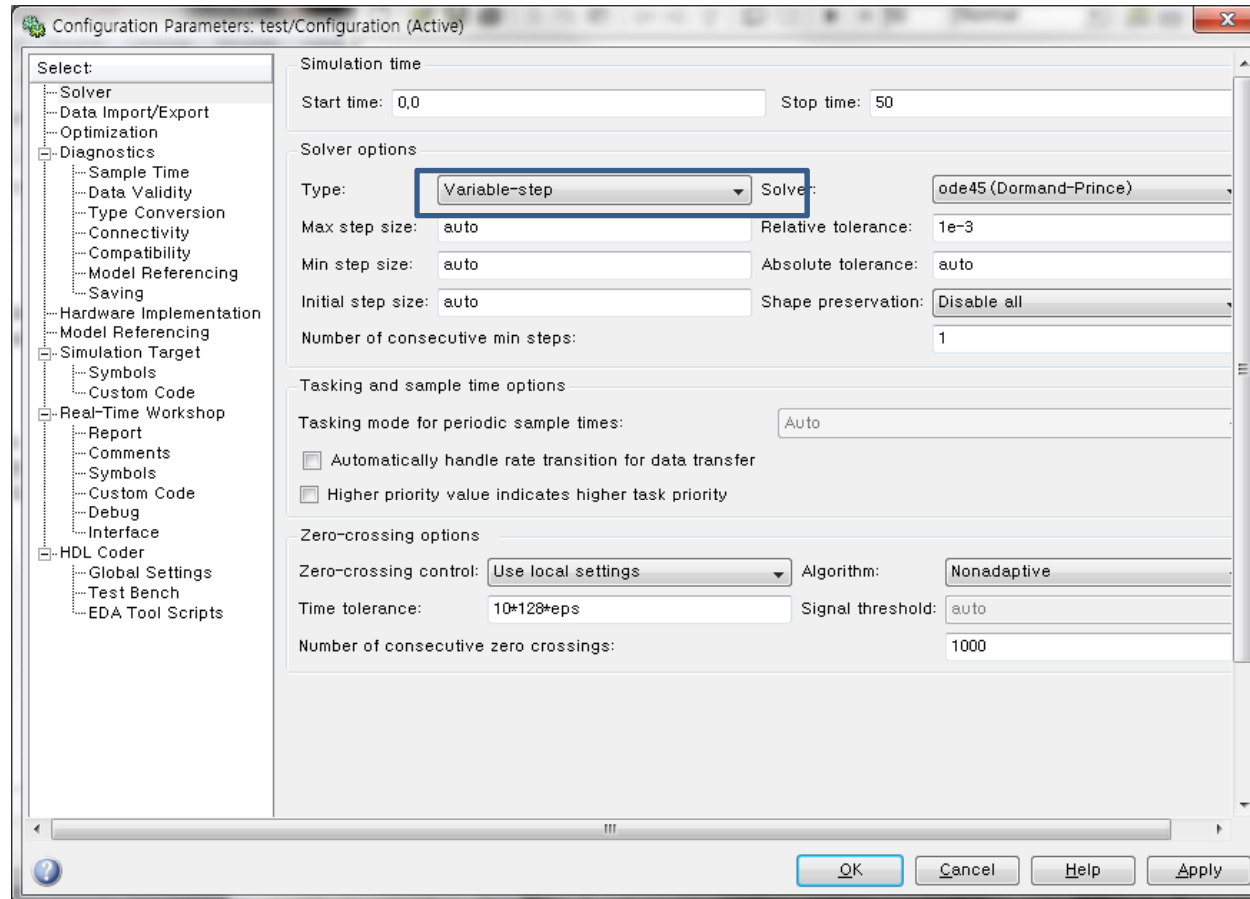 Configuration Parameters: test/Configuration (Active)
Select:
Solver
Data Import/Export
Optimization
Diagnostics
Sample Time
Data Validity
Type Conversion
Connectivity
Compatibility
Model Referencing
Saving
Hardware Implementation
Model Referencing
Simulation Target
Symbols
Custom Code
Real-Time Workshop
Report
Comments
Symbols
Custom Code
Debug
Interface
HDL Coder
Global Settings
Test Bench
EDA Tool Scripts
Simulation time
Start time: 0,0 Stop time: 50
Solver options
Type: Variable-step Solver: ode45 (Dormand-Prince)
Max step size: auto Relative tolerance: 1e-3
Min step size: auto Absolute tolerance: auto
Initial step size: auto Shape preservation: Disable all
Number of consecutive min steps: 1
Tasking and sample time options
Tasking mode for periodic sample times: Auto
Automatically handle rate transition for data transfer
Higher priority value indicates higher task priority
Zero-crossing options
Zero-crossing control: Use local settings Algorithm: Nonadaptive
Time tolerance: 10*128*eps Signal threshold: auto
Number of consecutive zero crossings: 1000
OK Cancel Help Apply